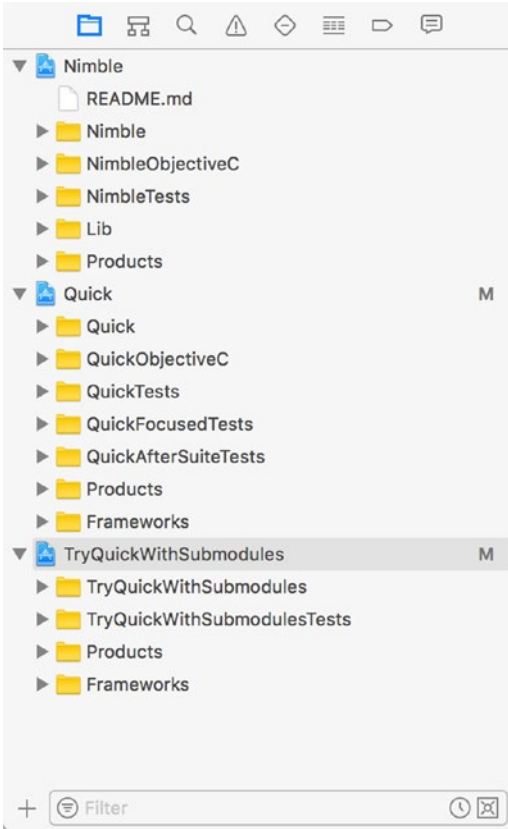 Nimble
README.md
Nimble
NimbleObjectiveC
NimbleTests
Lib
Products
Quick M
Quick
QuickObjectiveC
QuickTests
QuickFocusedTests
QuickAfterSuiteTests
Products
Frameworks
TryQuickWithSubmodules M
TryQuickWithSubmodules
TryQuickWithSubmodulesTests
Products
Frameworks
Filter